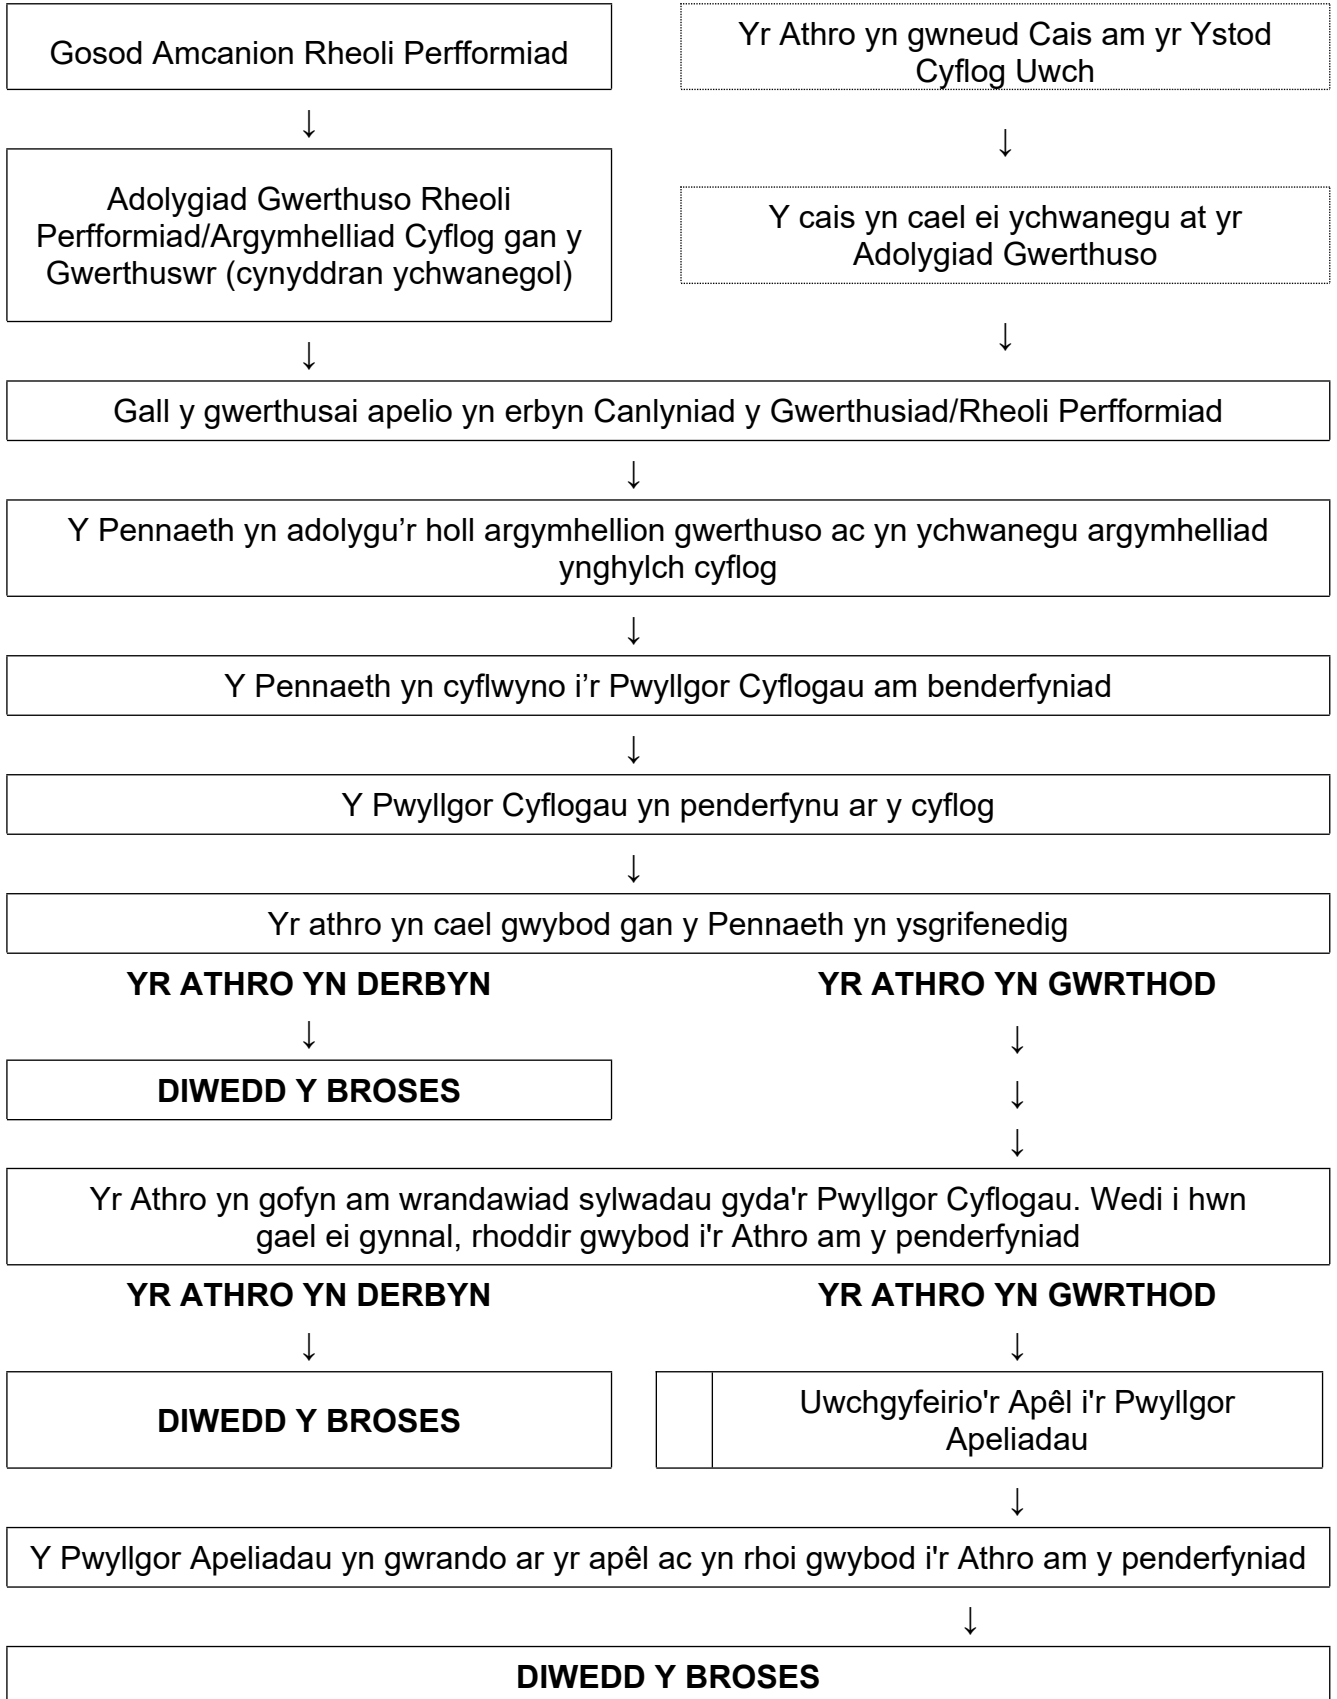 Gosod Amcanion Rheoli Perfformiad
Yr Athro yn gwneud Cais am yr Ystod
Cyflog Uwch
↓
↓
Adolygiad Gwerthuso Rheoli
Perfformiad/Argymhelliad Cyflog gan y
Gwerthuswr (cynyddran ychwanegol)
Y cais yn cael ei ychwanegu at yr
Adolygiad Gwerthuso
↓
↓
Gall y gwerthusai apelio yn erbyn Canlyniad y Gwerthusiad/Rheoli Perfformiad
↓
Y Pennaeth yn adolygu’r holl argymhellion gwerthuso ac yn ychwanegu argymhelliad
ynghylch cyflog
↓
Y Pennaeth yn cyflwyno i’r Pwyllgor Cyflogau am benderfyniad
↓
Y Pwyllgor Cyflogau yn penderfynu ar y cyflog
↓
Yr athro yn cael gwybod gan y Pennaeth yn ysgrifenedig
YR ATHRO YN DERBYN
YR ATHRO YN GWRTHOD
↓
↓
DIWEDD Y BROSES
↓
↓
Yr Athro yn gofyn am wrandawiad sylwadau gyda'r Pwyllgor Cyflogau. Wedi i hwn
gael ei gynnal, rhoddir gwybod i'r Athro am y penderfyniad
YR ATHRO YN DERBYN
YR ATHRO YN GWRTHOD
↓
↓
DIWEDD Y BROSES
Uwchgyfeirio'r Apêl i'r Pwyllgor
Apeliadau
↓
Y Pwyllgor Apeliadau yn gwrando ar yr apêl ac yn rhoi gwybod i'r Athro am y penderfyniad
↓
DIWEDD Y BROSES